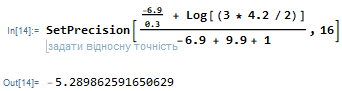 In[14]:= SetPrecision[(-6.9/0.3 + Log[(3 * 4.2 / 2)])/(-6.9 + 9.9 + 1), 16]
задати відносну точність
Out[14]= -5.289862591650629